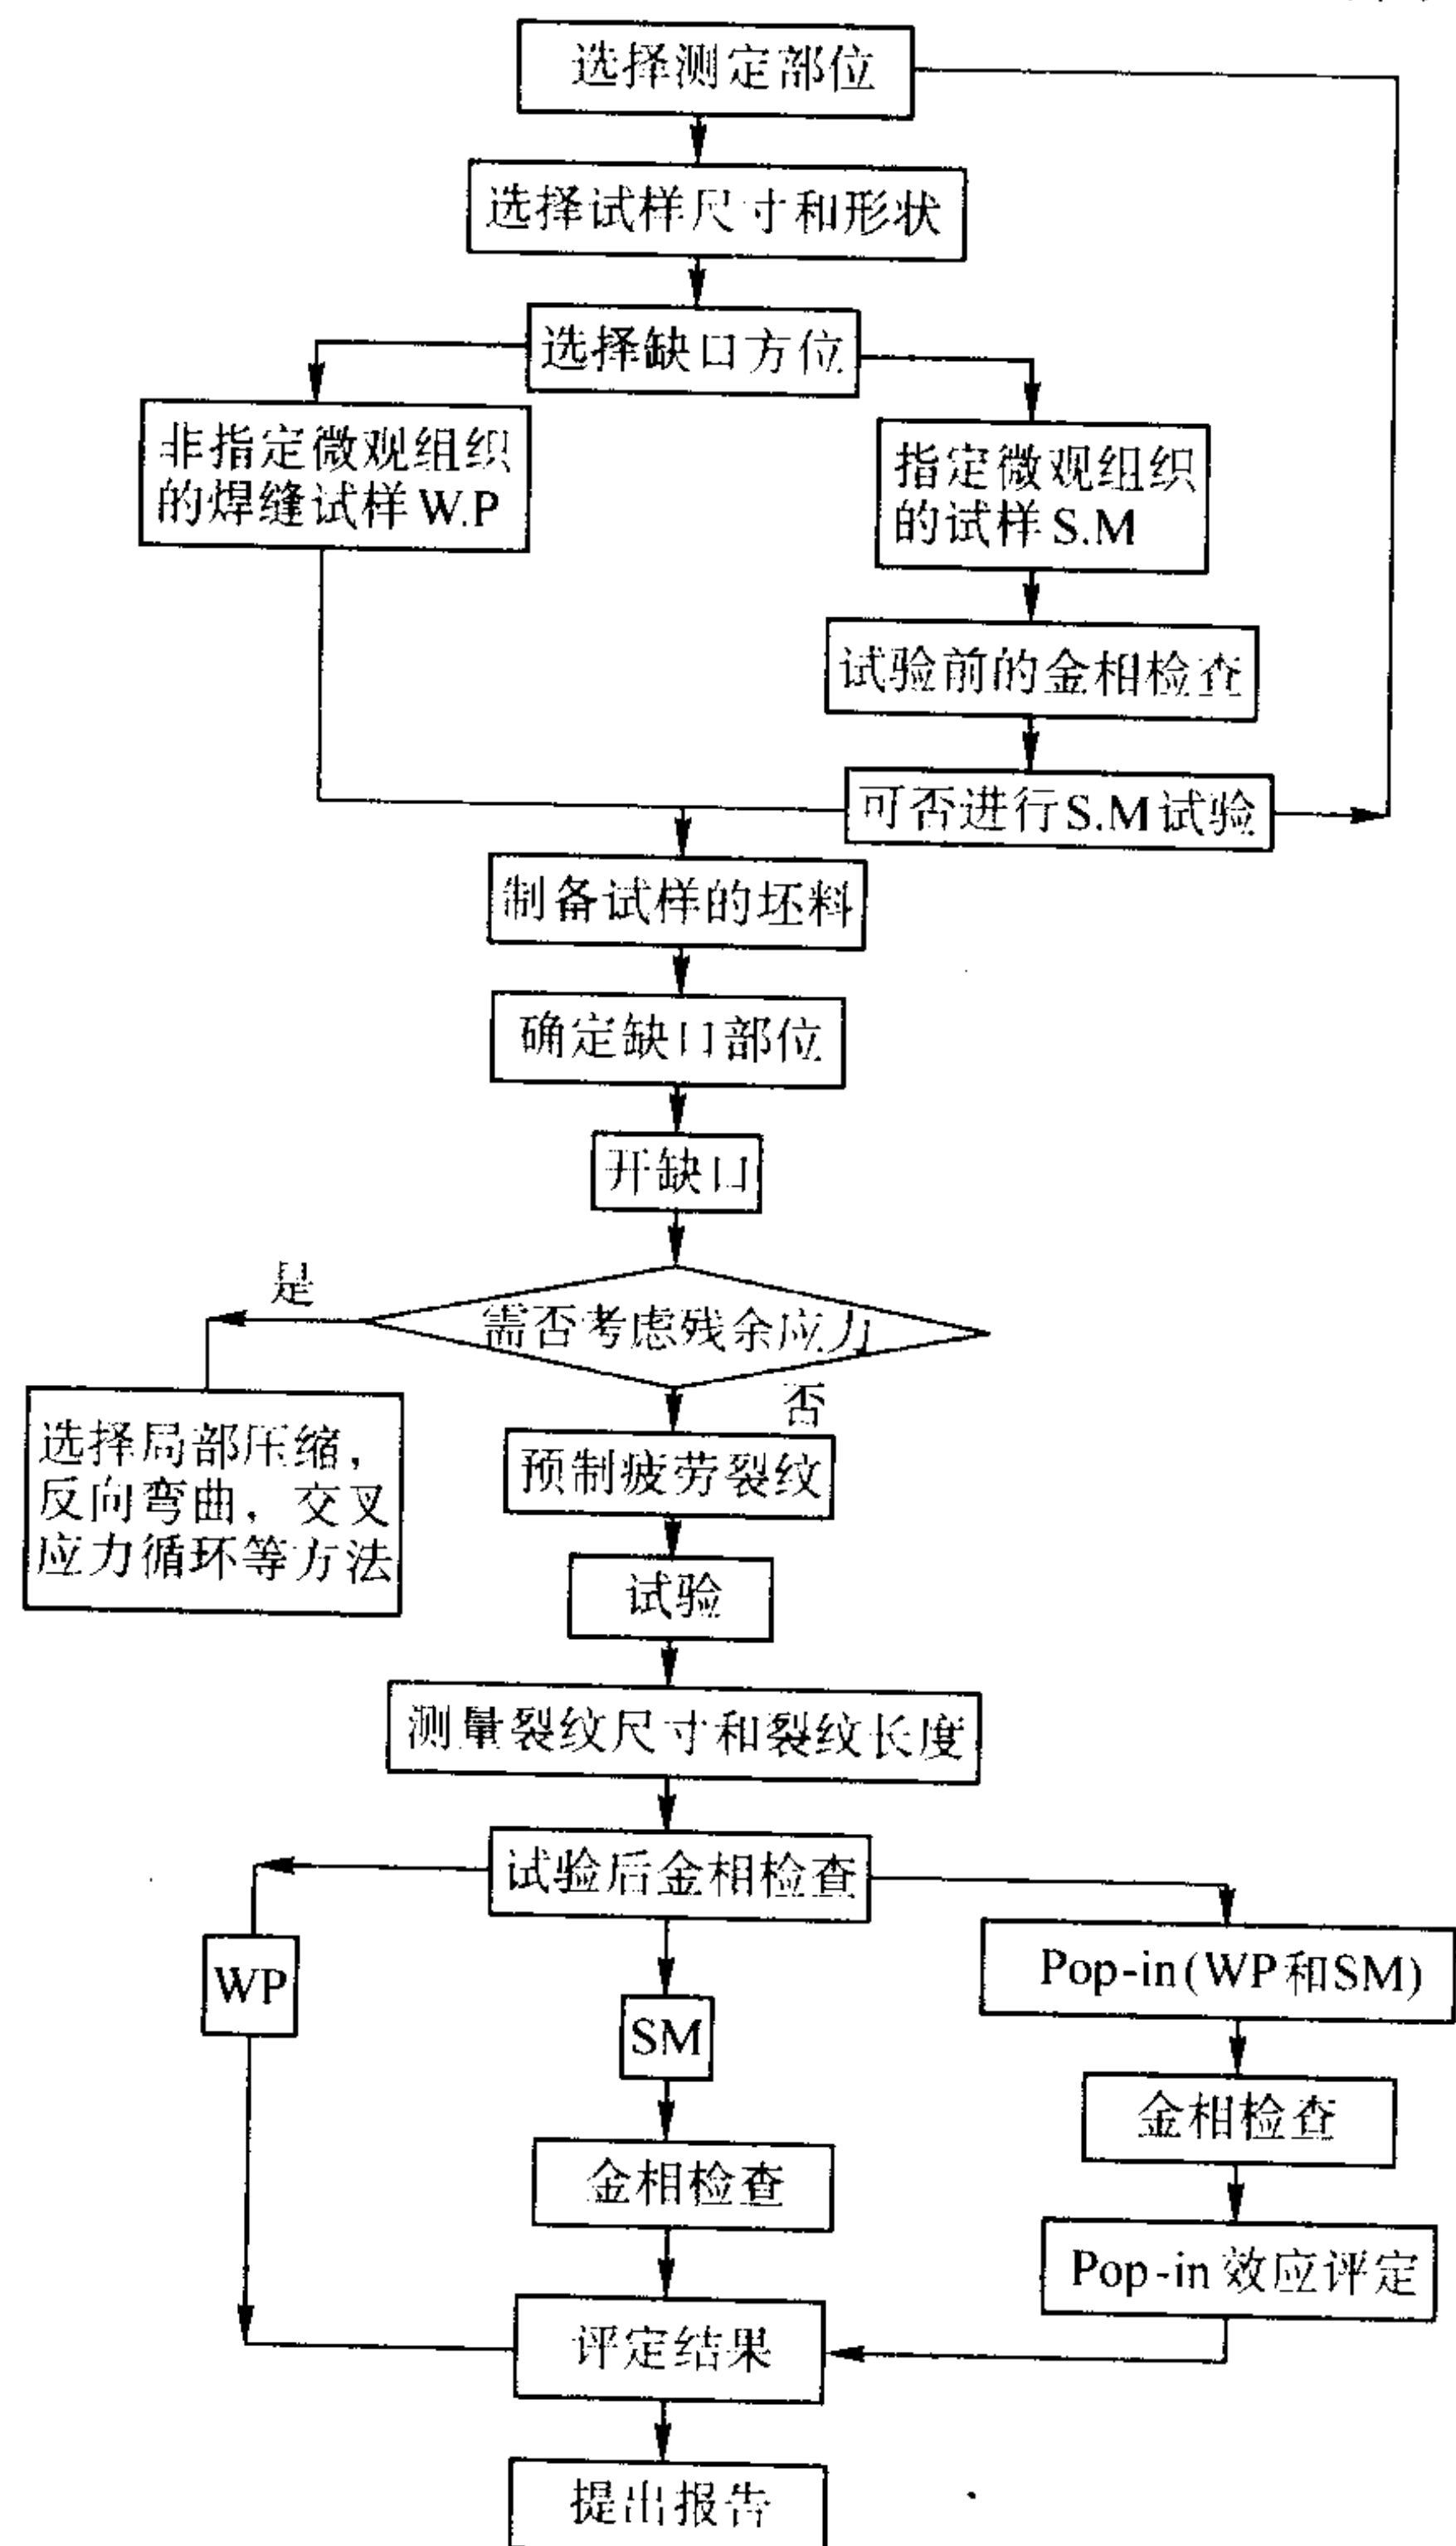 选择测定部位
选择试样尺寸和形状
选择缺口方位
非指定微观组织
的焊缝试样W.P
指定微观组织
的试样S.M
试验前的金相检查
可否进行S.M试验
制备试样的坯料
确定缺口部位
开缺口
是
需否考虑残余应力
否
选择局部压缩，
反向弯曲，交叉
应力循环等方法
预制疲劳裂纹
试验
测量裂纹尺寸和裂纹长度
试验后金相检查
WP
SM
Pop-in(WP和SM)
金相检查
金相检查
Pop-in效应评定
评定结果
提出报告